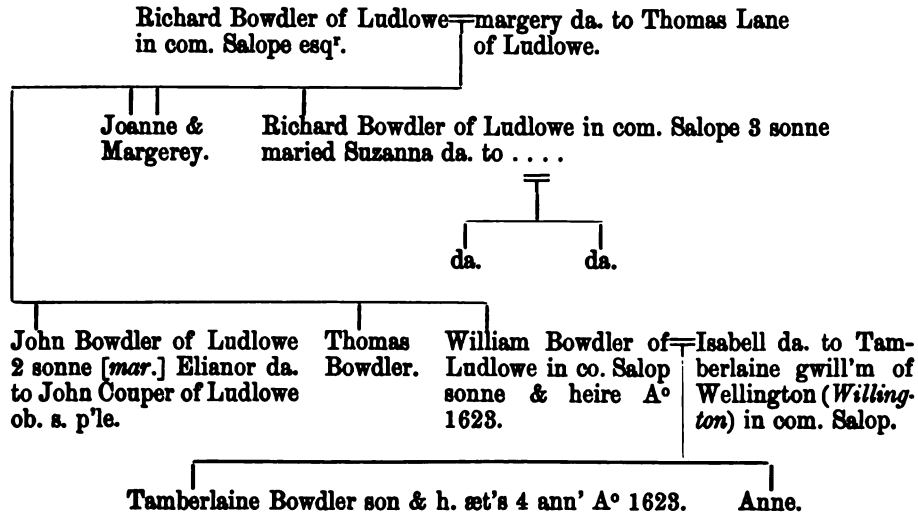 Richard Bowdler of Ludlowe margery da. to Thomas Lane
in com. Salope esqʳ. of Ludlowe.
Joanne &
Margerey.
Richard Bowdler of Ludlowe in com. Salope 3 sonne
maried Suzanna da. to . . . .
da. da.
John Bowdler of Ludlowe
2 sonne [mar.] Elianor da.
to John Couper of Ludlowe
ob. s. p'le.
Thomas
Bowdler.
William Bowdler of
Ludlowe in co. Salop
sonne & heire Aº
1623.
Isabell da. to Tam-
berlaine gwill'm of
Wellington (Willing-
ton) in com. Salop.
Tamberlaine Bowdler son & h. æt's 4 ann' Aº 1623. Anne.